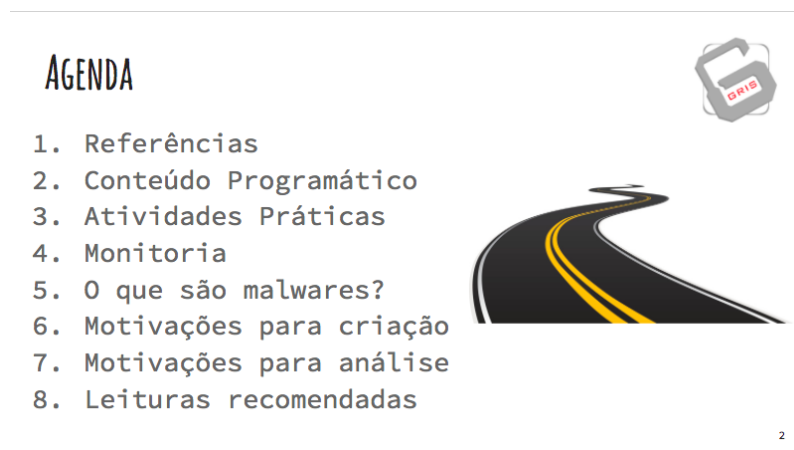 AGENDA
GRIS
1. Referências
2. Conteúdo Programático
3. Atividades Práticas
4. Monitoria
5. O que são malwares?
6. Motivações para criação
7. Motivações para análise
8. Leituras recomendadas
2